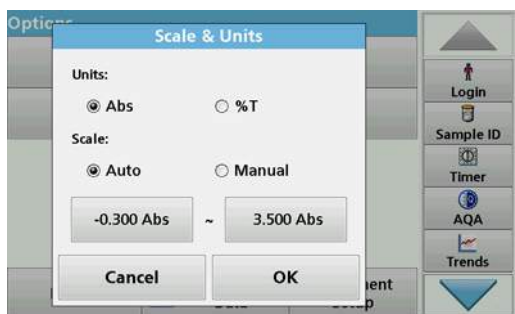 Scale & Units
Units:
Abs
%T
Scale:
Auto
Manual
-0.300 Abs
~
3.500 Abs
Cancel
OK
Login
Sample ID
Timer
AQA
Trends